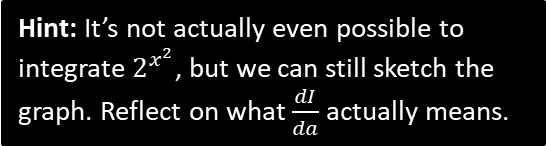 Hint: It’s not actually even possible to
integrate $2^{x^2}$, but we can still sketch the
graph. Reflect on what $\frac{dI}{da}$ actually means.